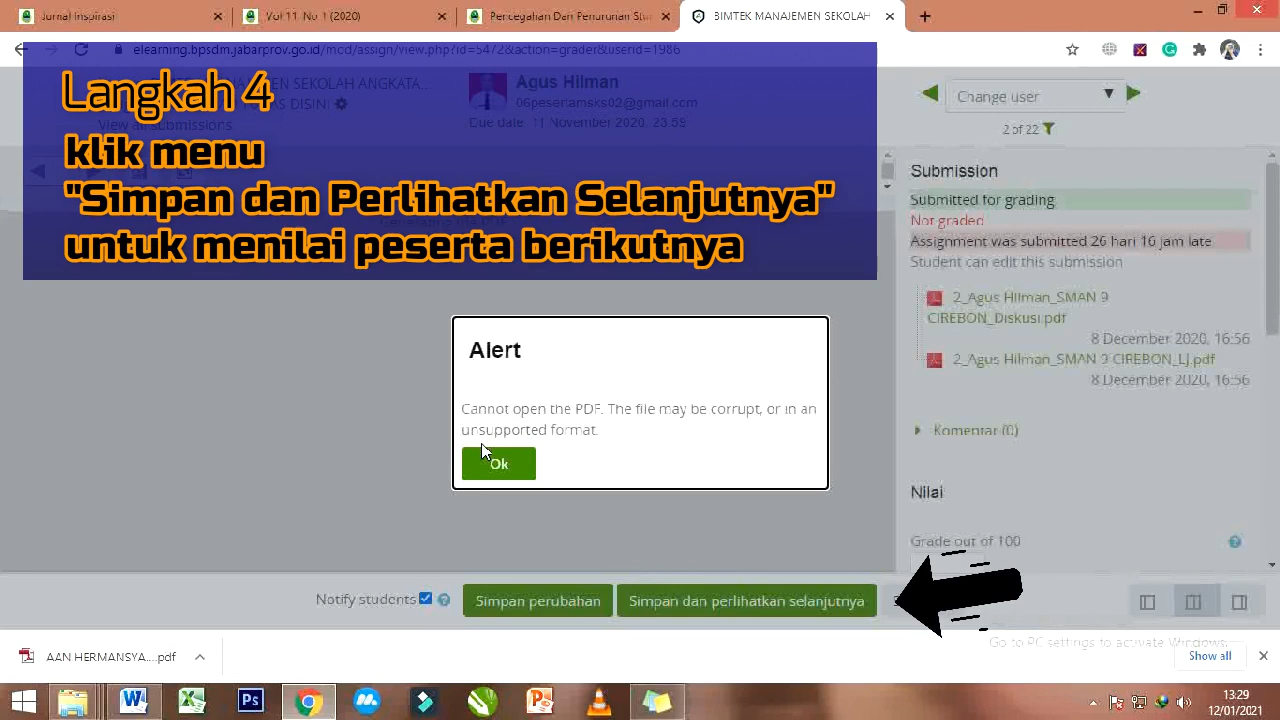 Jurnal Inspirasi
Vol 11 No 1 (2020)
Pencegahan Dan Penurunan Stu
BIMTEK MANAJEMEN SEKOLAH
elearning.bpsdm.jabarprov.go.id/mod/assign/view.php?id=5472&action=grader&userid=1986
EN SEKOLAH ANGKATA...
AS DISINI
View all submissions
Agus Hilman
06pesertamsks02@gmail.com
Due date: 11 November 2020, 23:59
Change user
2 of 22
Langkah 4
klik menu
"Simpan dan Perlihatkan Selanjutnya"
untuk menilai peserta berikutnya
Submission
Submitted for grading
Not graded
Assignment was submitted 26 hari 16 jam late
Student can edit this submission
2_Agus Hilman_SMAN 9
CIREBON_Diskusi.pdf
8 December 2020, 16:56
2_Agus Hilman_SMAN 9 CIREBON_LJ.pdf
8 December 2020, 16:56
Komentar (0)
Nilai
Grade out of 100
Alert
Cannot open the PDF. The file may be corrupt, or in an
unsupported format.
Ok
Notify students
Simpan perubahan
Simpan dan perlihatkan selanjutnya
Go to PC settings to activate Windows.
AAN HERMANSYA....pdf
Show all
13:29
12/01/2021